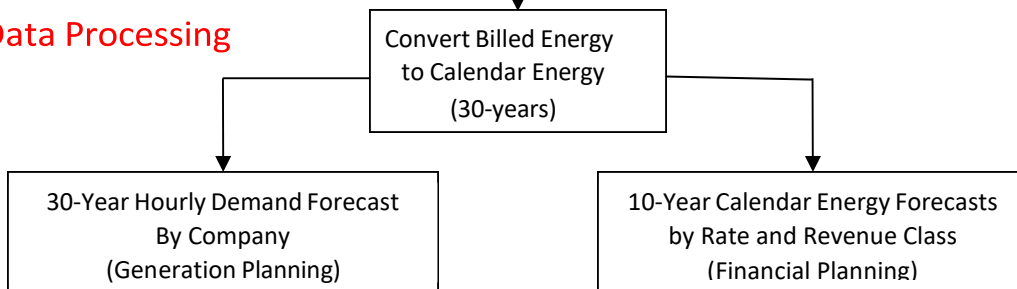 Data Processing
Convert Billed Energy
to Calendar Energy
(30-years)
30-Year Hourly Demand Forecast
By Company
(Generation Planning)
10-Year Calendar Energy Forecasts
by Rate and Revenue Class
(Financial Planning)